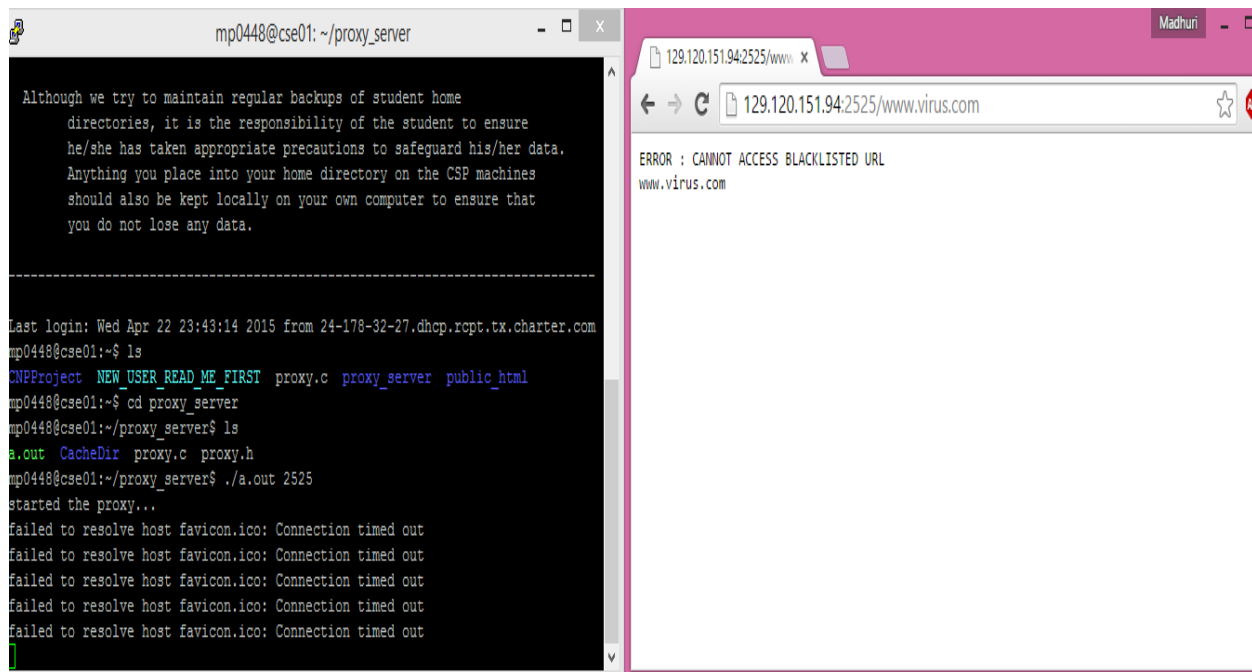 mp0448@cse01: ~/proxy_server
Although we try to maintain regular backups of student home
directories, it is the responsibility of the student to ensure
he/she has taken appropriate precautions to safeguard his/her data.
Anything you place into your home directory on the CSP machines
should also be kept locally on your own computer to ensure that
you do not lose any data.
--------------------------------------------------------------------------------
Last login: Wed Apr 22 23:43:14 2015 from 24-178-32-27.dhcp.rcpt.tx.charter.com
mp0448@cse01:~$ ls
CNPProject NEW_USER_READ_ME_FIRST proxy.c proxy_server public_html
mp0448@cse01:~$ cd proxy_server
mp0448@cse01:~/proxy_server$ ls
a.out CacheDir proxy.c proxy.h
mp0448@cse01:~/proxy_server$ ./a.out 2525
started the proxy...
failed to resolve host favicon.ico: Connection timed out
failed to resolve host favicon.ico: Connection timed out
failed to resolve host favicon.ico: Connection timed out
failed to resolve host favicon.ico: Connection timed out
failed to resolve host favicon.ico: Connection timed out
Madhuri
129.120.151.94:2525/www
129.120.151.94:2525/www.virus.com
ERROR : CANNOT ACCESS BLACKLISTED URL
www.virus.com